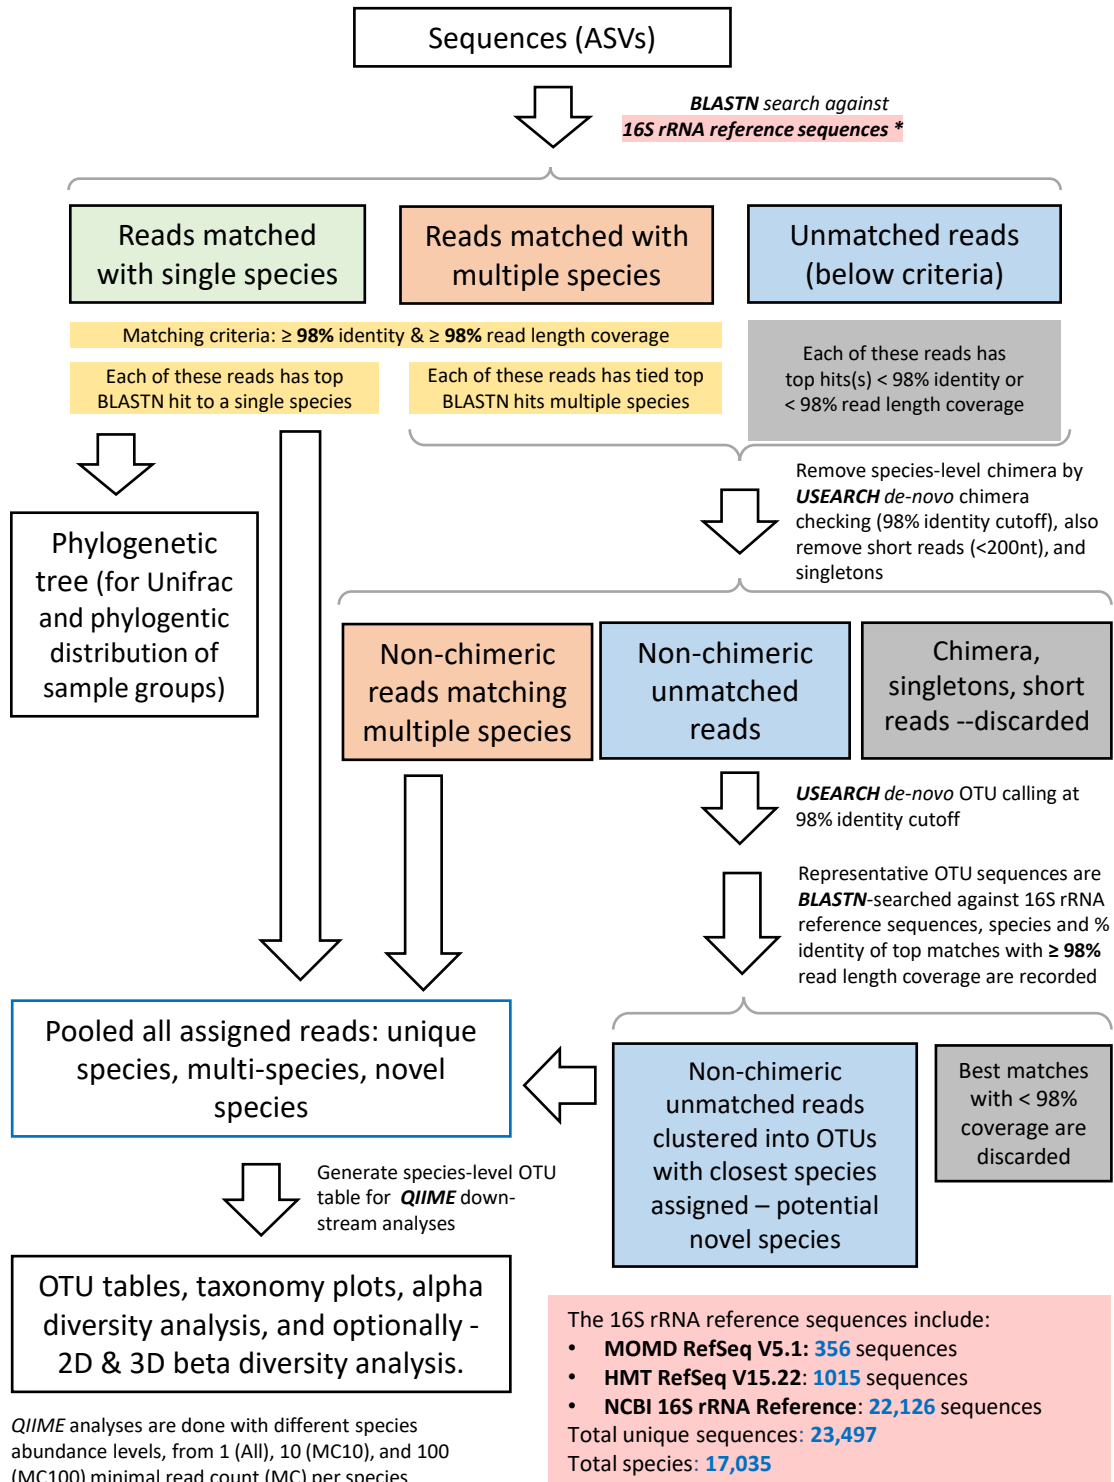 Sequences (ASVs)
BLASTN search against
16S rRNA reference sequences *
Reads matched
with single species
Reads matched with
multiple species
Unmatched reads
(below criteria)
Matching criteria: ≥ 98% identity & ≥ 98% read length coverage
Each of these reads has top
BLASTN hit to a single species
Each of these reads has tied top
BLASTN hits multiple species
Each of these reads has
top hits(s) < 98% identity or
< 98% read length coverage
Remove species-level chimera by
USEARCH de-novo chimera
checking (98% identity cutoff), also
remove short reads (<200nt), and
singletons
Phylogenetic
tree (for Unifrac
and phylogentic
distribution of
sample groups)
Non-chimeric
reads matching
multiple species
Non-chimeric
unmatched
reads
Chimera,
singletons, short
reads --discarded
USEARCH de-novo OTU calling at
98% identity cutoff
Representative OTU sequences are
BLASTN-searched against 16S rRNA
reference sequences, species and %
identity of top matches with ≥ 98%
read length coverage are recorded
Pooled all assigned reads: unique
species, multi-species, novel
species
Non-chimeric
unmatched reads
clustered into OTUs
with closest species
assigned – potential
novel species
Best matches
with < 98%
coverage are
discarded
Generate species-level OTU
table for QIIME down-
stream analyses
OTU tables, taxonomy plots, alpha
diversity analysis, and optionally -
2D & 3D beta diversity analysis.
The 16S rRNA reference sequences include:
• MOMD RefSeq V5.1: 356 sequences
• HMT RefSeq V15.22: 1015 sequences
• NCBI 16S rRNA Reference: 22,126 sequences
Total unique sequences: 23,497
Total species: 17,035
QIIME analyses are done with different species
abundance levels, from 1 (All), 10 (MC10), and 100
(MC100) minimal read count (MC) per species